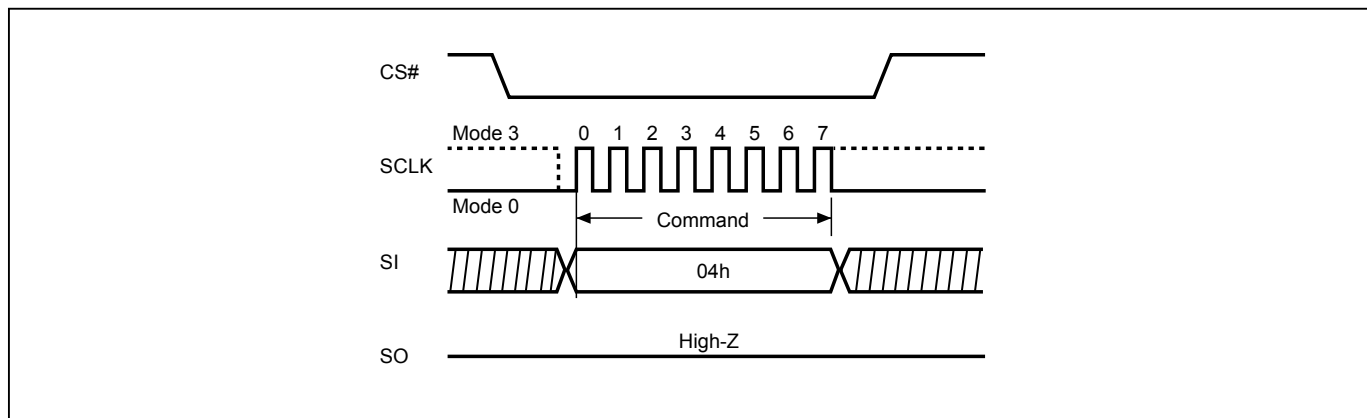 CS#
Mode 3 0 1 2 3 4 5 6 7
SCLK
Mode 0
Command
SI
04h
High-Z
SO